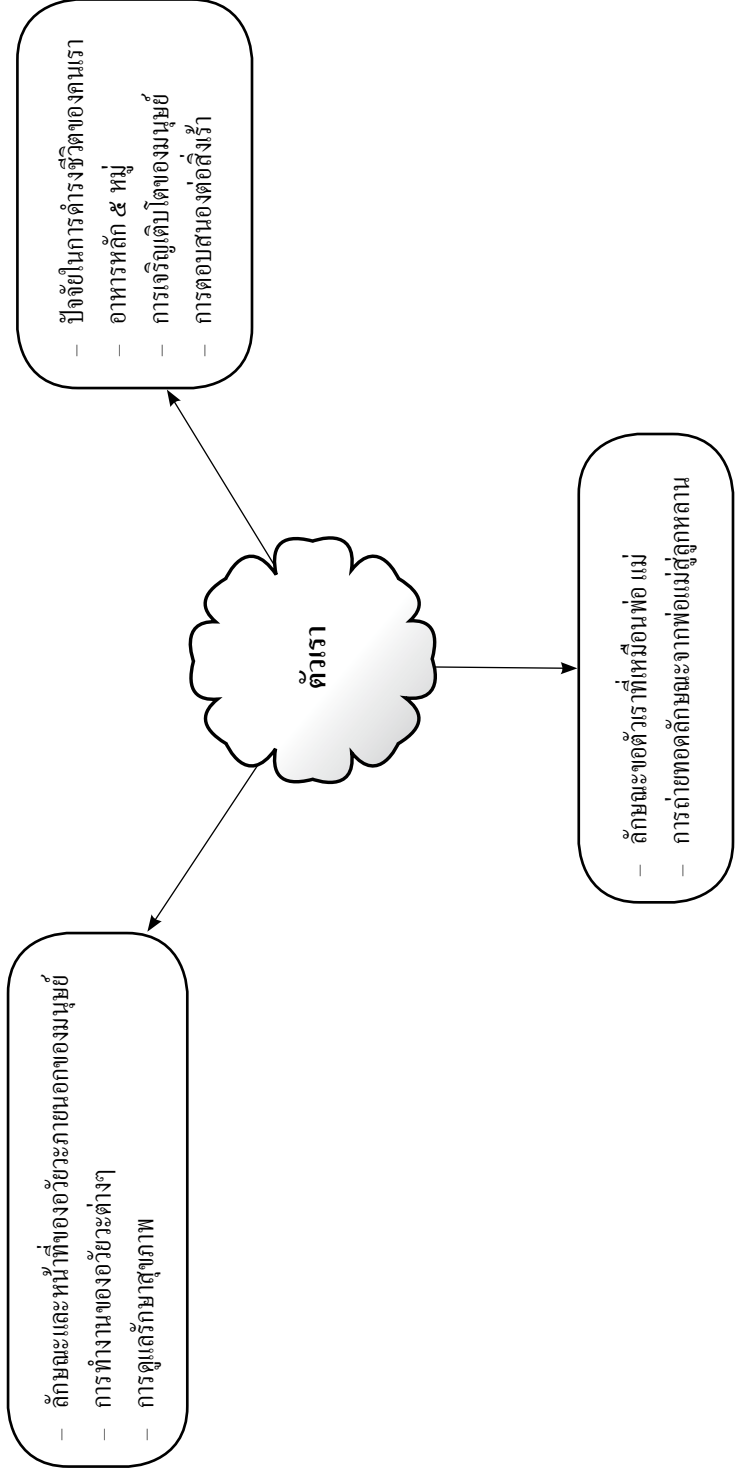 – ลักษณะและหน้าที่ของอวัยวะภายนอกของมนุษย์
– การทำงานของอวัยวะต่างๆ
– การดูแลรักษาสุขภาพ
– ปัจจัยในการดำรงชีวิตของคนเรา
– อาหารหลัก ๕ หมู่
– การเจริญเติบโตของมนุษย์
– การตอบสนองต่อสิ่งเร้า
ตัวเรา
– ลักษณะขอตัวเราที่เหมือนพ่อ แม่
– การถ่ายทอดลักษณะจากพ่อแม่สู่ลูกหลาน